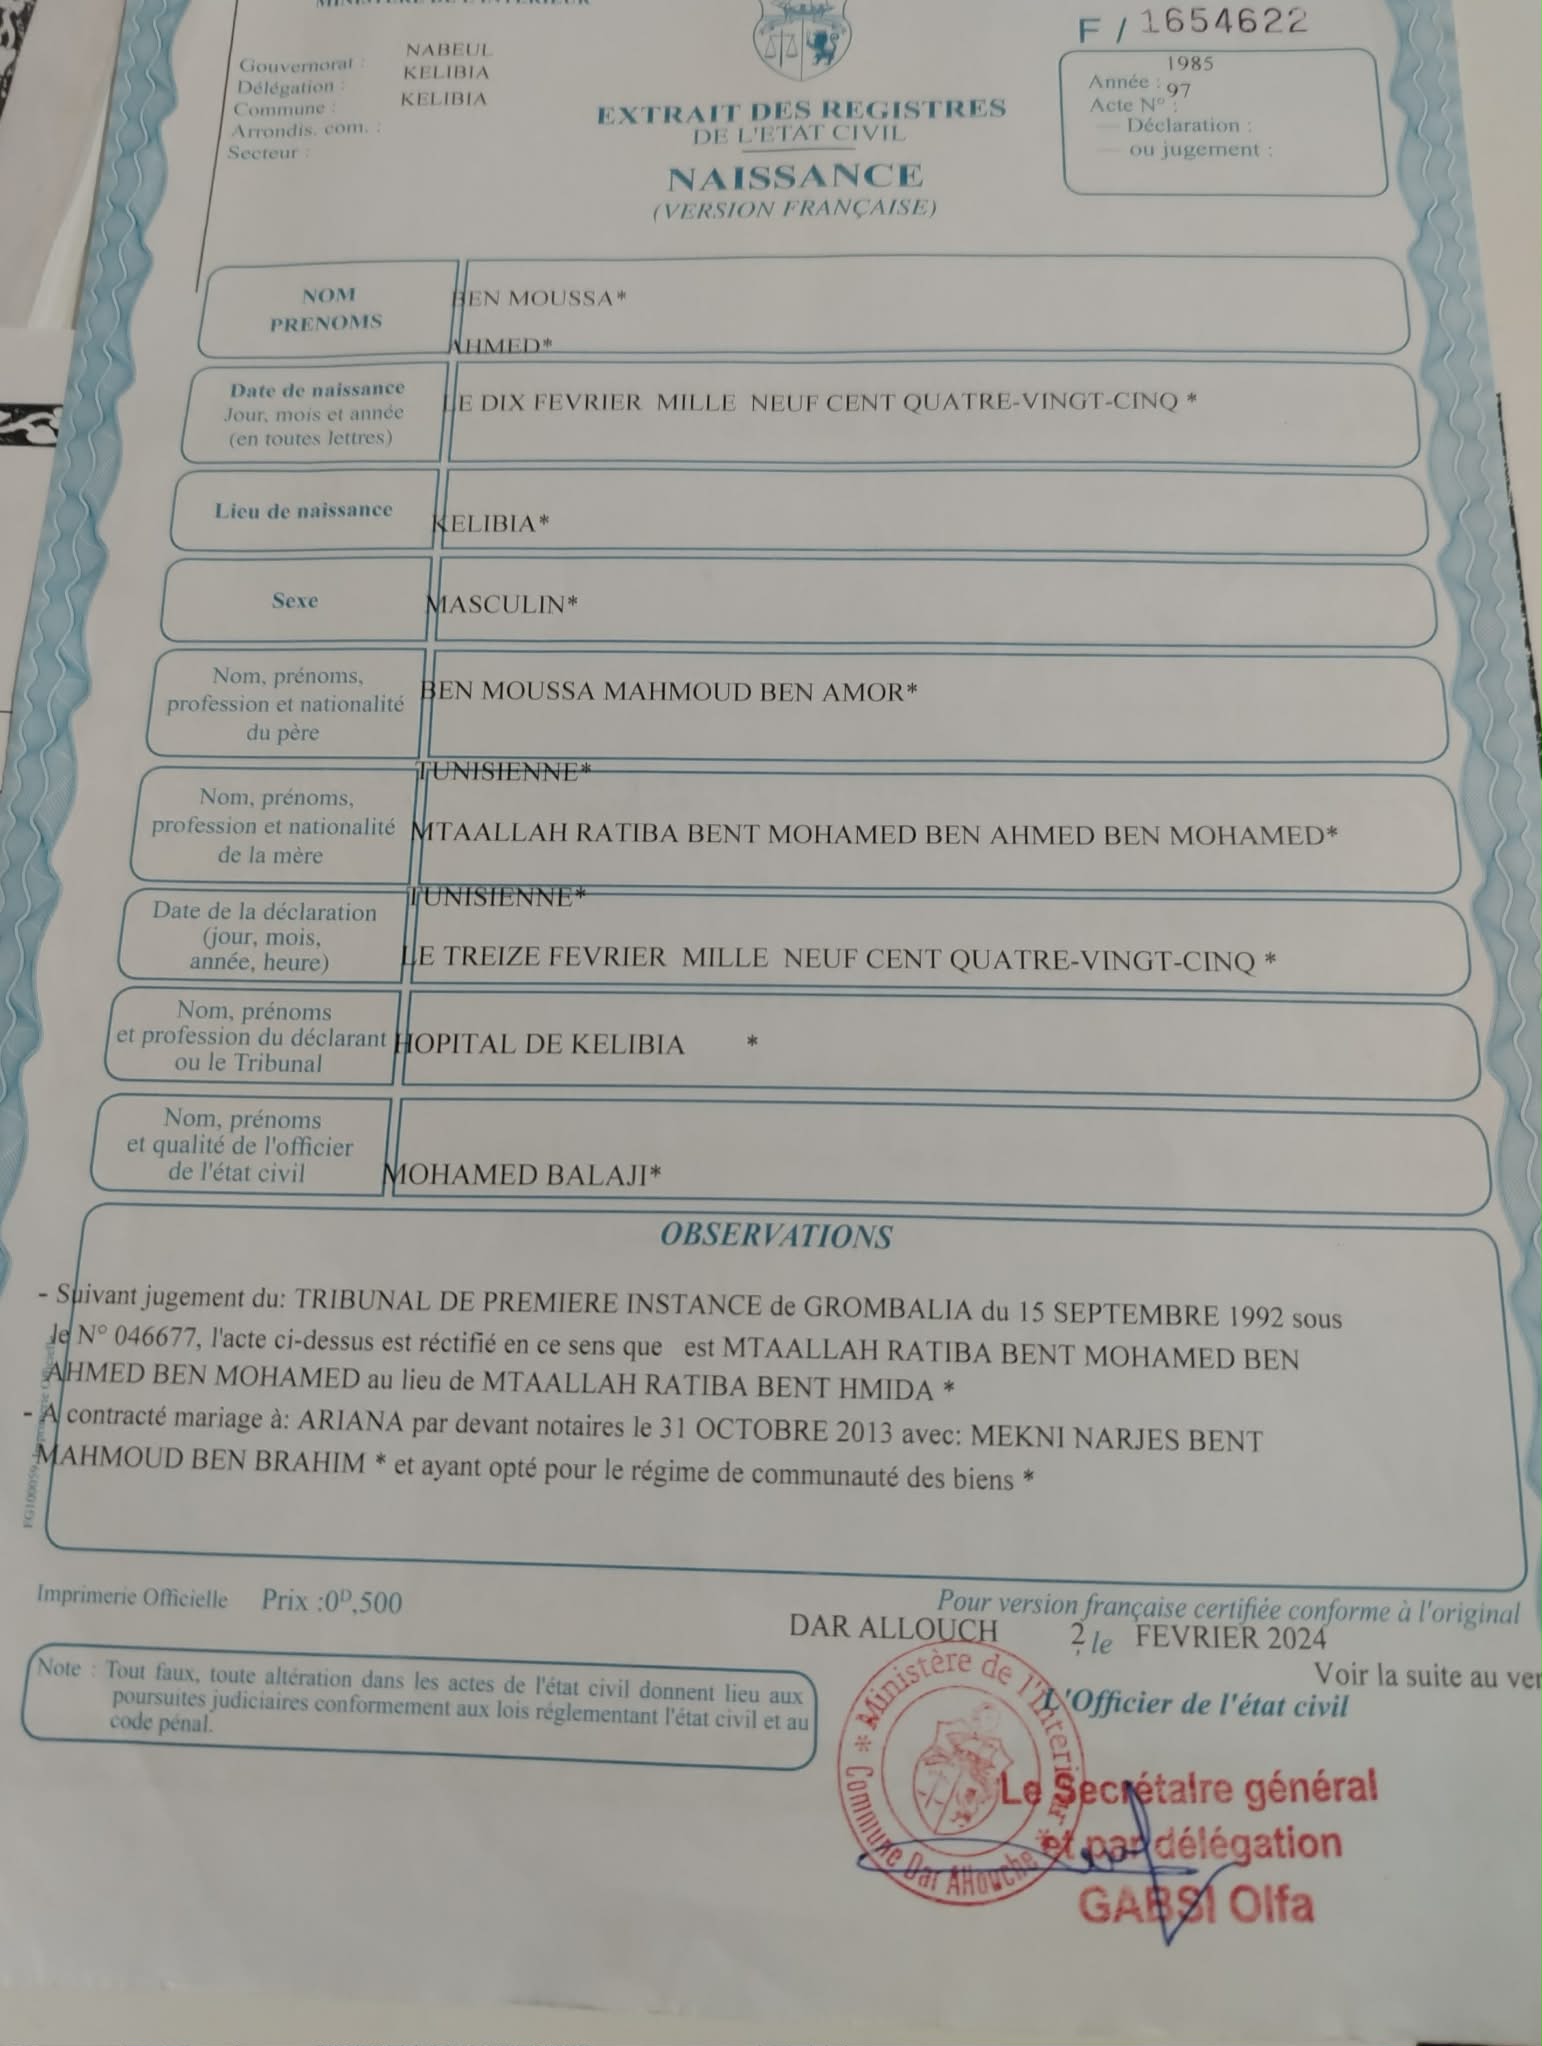 MINISTERE DE L'INTERIEUR
Gouvernorat : NABEUL
Délégation : KELIBIA
Commune : KELIBIA
Arrondis. com. :
Secteur :
EXTRAIT DES REGISTRES
DE L'ETAT CIVIL
NAISSANCE
(VERSION FRANÇAISE)
F / 1654622
1985
Année : 97
Acte N° :
— Déclaration :
— ou jugement :
NOM
PRENOMS
BEN MOUSSA*
AHMED*
Date de naissance
Jour, mois et année
(en toutes lettres)
LE DIX FEVRIER MILLE NEUF CENT QUATRE-VINGT-CINQ *
Lieu de naissance
KELIBIA*
Sexe
MASCULIN*
Nom, prénoms,
profession et nationalité
du père
BEN MOUSSA MAHMOUD BEN AMOR*
TUNISIENNE*
Nom, prénoms,
profession et nationalité
de la mère
MTAALLAH RATIBA BENT MOHAMED BEN AHMED BEN MOHAMED*
TUNISIENNE*
Date de la déclaration
(jour, mois,
année, heure)
LE TREIZE FEVRIER MILLE NEUF CENT QUATRE-VINGT-CINQ *
Nom, prénoms
et profession du déclarant
ou le Tribunal
HOPITAL DE KELIBIA *
Nom, prénoms
et qualité de l'officier
de l'état civil
MOHAMED BALAJI*
OBSERVATIONS
- Suivant jugement du: TRIBUNAL DE PREMIERE INSTANCE de GROMBALIA du 15 SEPTEMBRE 1992 sous
le N° 046677, l'acte ci-dessus est réctifié en ce sens que est MTAALLAH RATIBA BENT MOHAMED BEN
AHMED BEN MOHAMED au lieu de MTAALLAH RATIBA BENT HMIDA *
- A contracté mariage à: ARIANA par devant notaires le 31 OCTOBRE 2013 avec: MEKNI NARJES BENT
MAHMOUD BEN BRAHIM * et ayant opté pour le régime de communauté des biens *
FG100059 Imprimerie Officielle
Imprimerie Officielle Prix :0D,500
Pour version française certifiée conforme à l'original
DAR ALLOUCH 2, le FEVRIER 2024
Voir la suite au ver
L'Officier de l'état civil
Note : Tout faux, toute altération dans les actes de l'état civil donnent lieu aux
poursuites judiciaires conformement aux lois réglementant l'état civil et au
code pénal.
* Ministère de l'Interieur * Commune Dar Allouche
Le Secrétaire général
et par délégation
GABSI Olfa